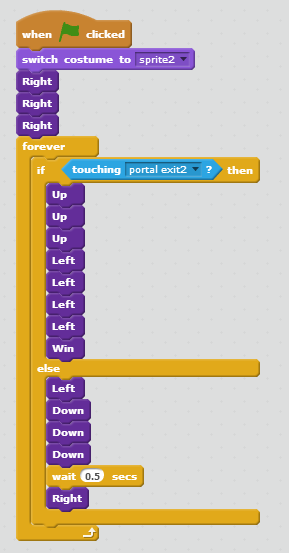 when clicked
switch costume to sprite2
Right
Right
Right
forever
if touching portal exit2 ? then
Up
Up
Up
Left
Left
Left
Left
Win
else
Left
Down
Down
Down
wait 0.5 secs
Right